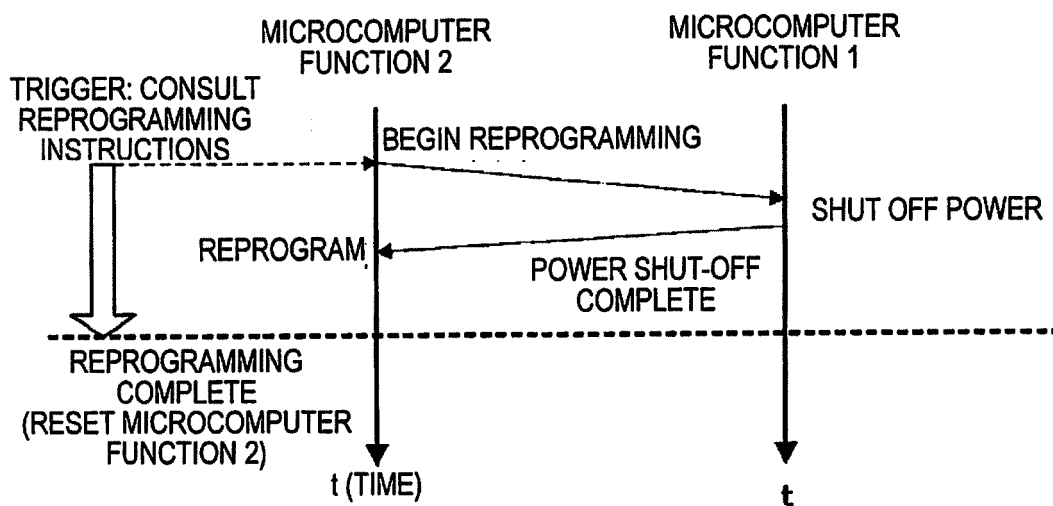 MICROCOMPUTER
FUNCTION 2
MICROCOMPUTER
FUNCTION 1
TRIGGER: CONSULT
REPROGRAMMING
INSTRUCTIONS
BEGIN REPROGRAMMING
SHUT OFF POWER
REPROGRAM
POWER SHUT-OFF
COMPLETE
REPROGRAMMING
COMPLETE
(RESET MICROCOMPUTER
FUNCTION 2)
t (TIME)
t